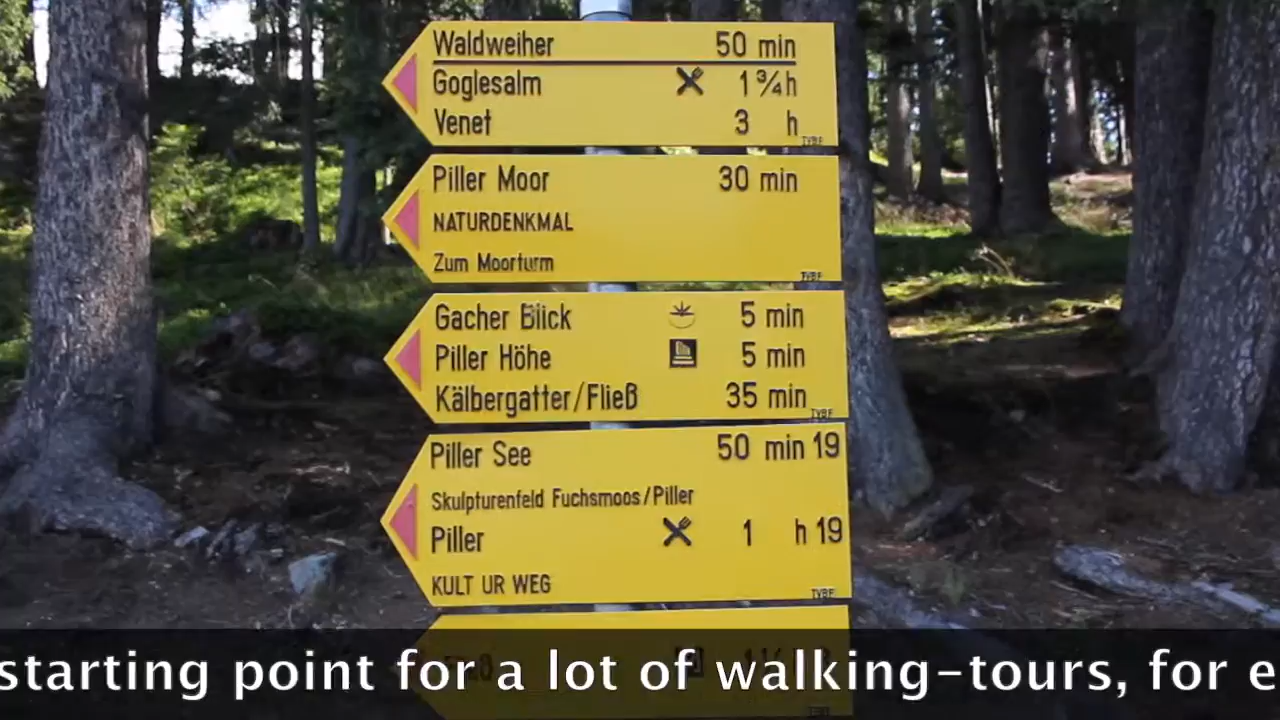 Waldweiher 50 min
Goglesalm 1 ¾ h
Venet 3 h
TVBF
Piller Moor 30 min
NATURDENKMAL
Zum Moorturm
TVBF
Gacher Blick 5 min
Piller Höhe 5 min
Kälbergatter/Fließ 35 min
TVBF
Piller See 50 min 19
Skulpturenfeld Fuchsmoos/Piller
Piller 1 h 19
KULT UR WEG
TVBF
starting point for a lot of walking-tours, for e